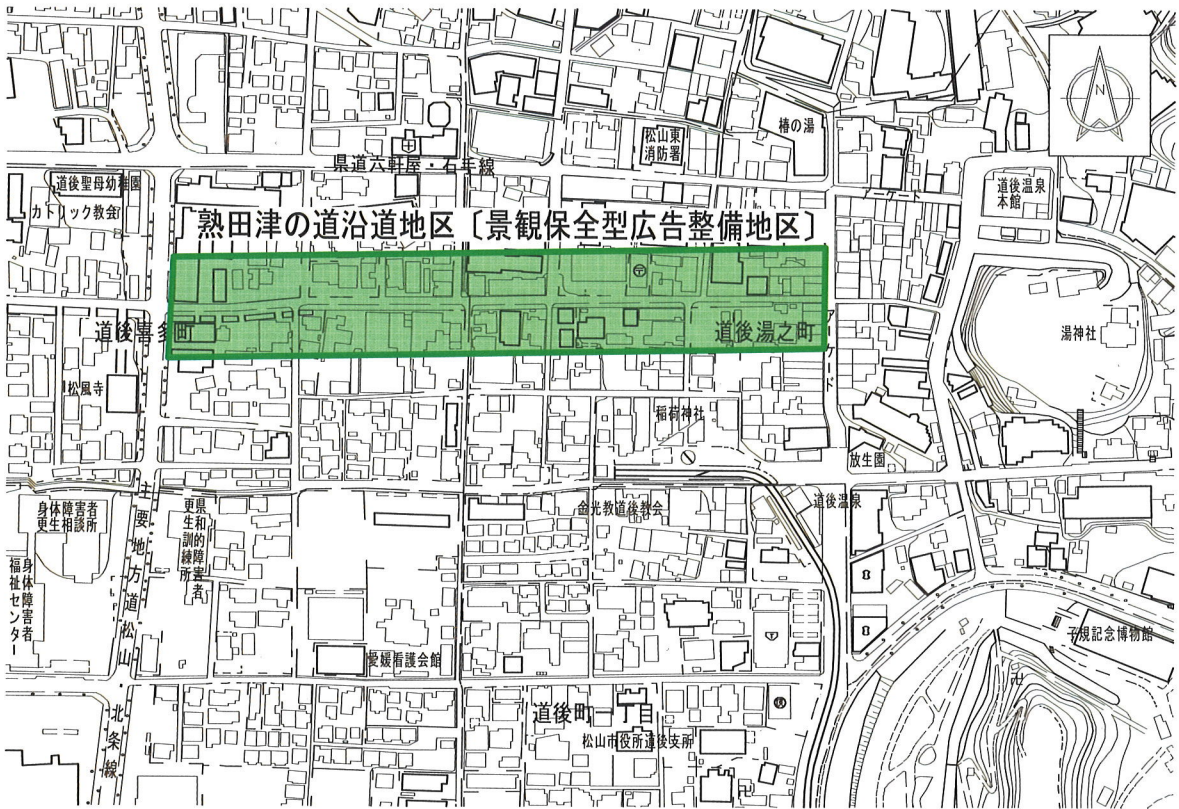 N
椿の湯
松山東
消防署
県道六軒屋・石手線
道後聖母幼稚園
カトリック教会
アーケード
道後温泉
本館
熟田津の道沿道地区〔景観保全型広告整備地区〕
道後喜多町
道後湯之町
アーケード
湯神社
松風寺
稲荷神社
放生園
身体障害者
更生相談所
県和的障害者
更生訓練所
金光教道後教会
道後温泉
主要地方道松山北条線
身体障害者
福祉センター
愛媛看護会館
子規記念博物館
道後町一丁目
松山市役所道後支所